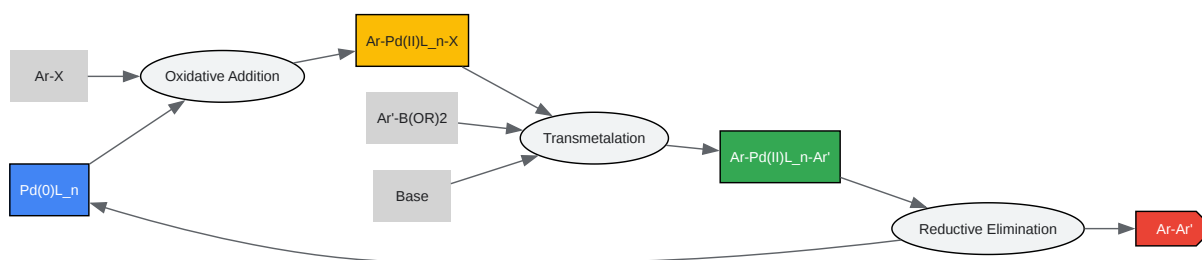 Ar-X
Oxidative Addition
Ar-Pd(II)L_n-X
Pd(0)L_n
Ar'-B(OR)2
Base
Transmetalation
Ar-Pd(II)L_n-Ar'
Reductive Elimination
Ar-Ar'